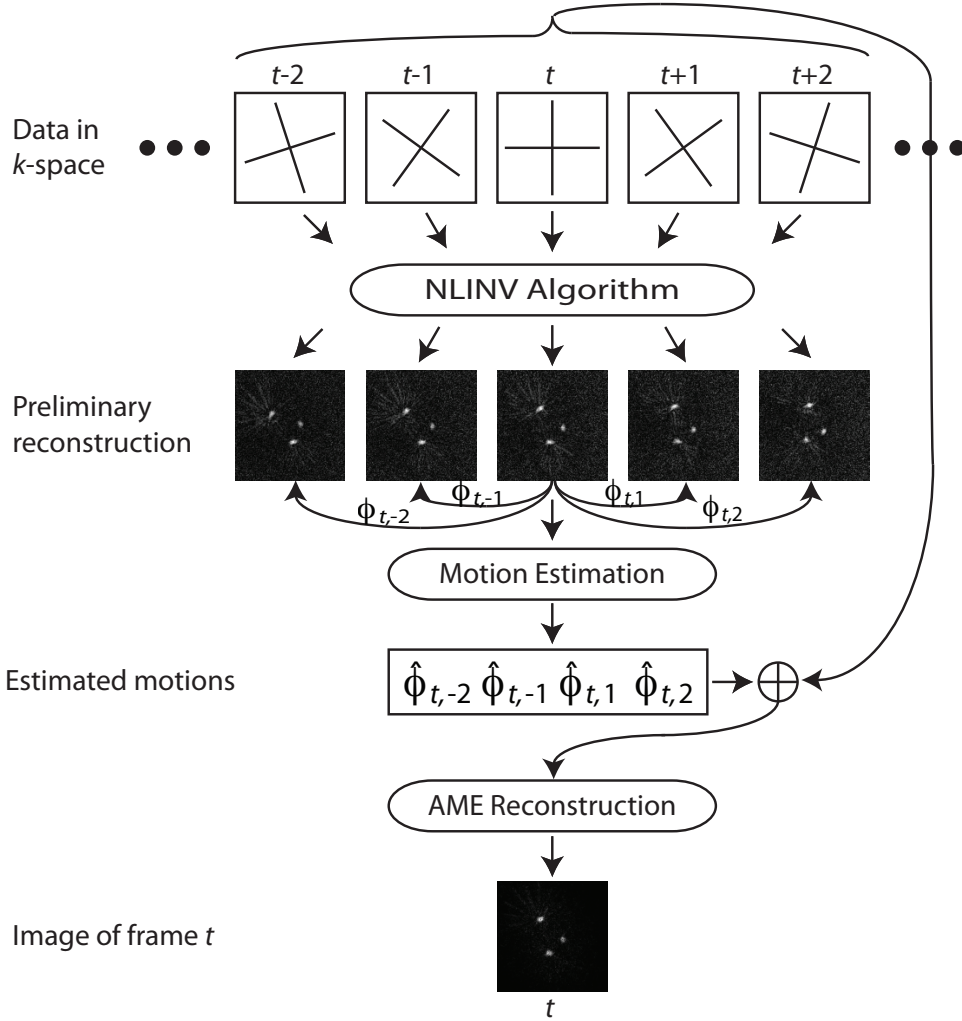 t-2 t-1 t t+1 t+2
Data in
k-space
NLINV Algorithm
Preliminary
reconstruction
ϕt,-2 ϕt,-1 ϕt,1 ϕt,2
Motion Estimation
Estimated motions
ϕ̂t,-2 ϕ̂t,-1 ϕ̂t,1 ϕ̂t,2
AME Reconstruction
Image of frame t
t